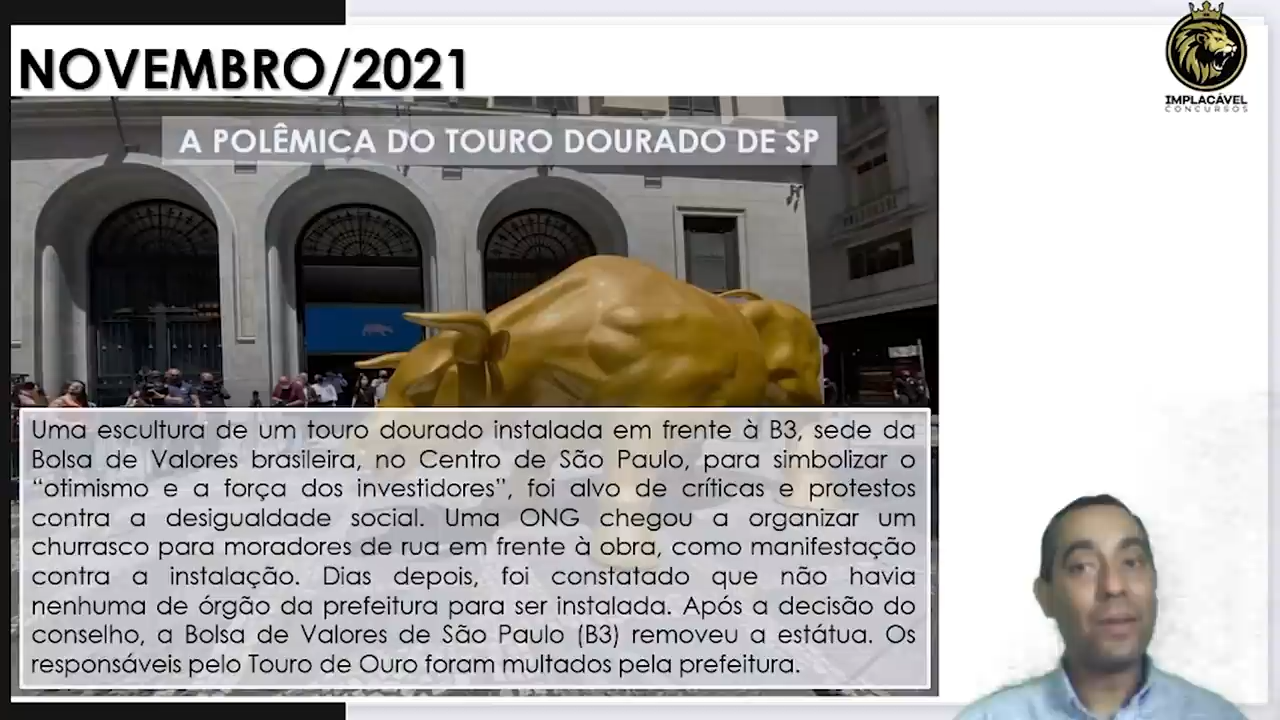 NOVEMBRO/2021
IMPLACÁVEL
CONCURSOS
A POLÊMICA DO TOURO DOURADO DE SP
Uma escultura de um touro dourado instalada em frente à B3, sede da
Bolsa de Valores brasileira, no Centro de São Paulo, para simbolizar o
“otimismo e a força dos investidores”, foi alvo de críticas e protestos
contra a desigualdade social. Uma ONG chegou a organizar um
churrasco para moradores de rua em frente à obra, como manifestação
contra a instalação. Dias depois, foi constatado que não havia
nenhuma de órgão da prefeitura para ser instalada. Após a decisão do
conselho, a Bolsa de Valores de São Paulo (B3) removeu a estátua. Os
responsáveis pelo Touro de Ouro foram multados pela prefeitura.